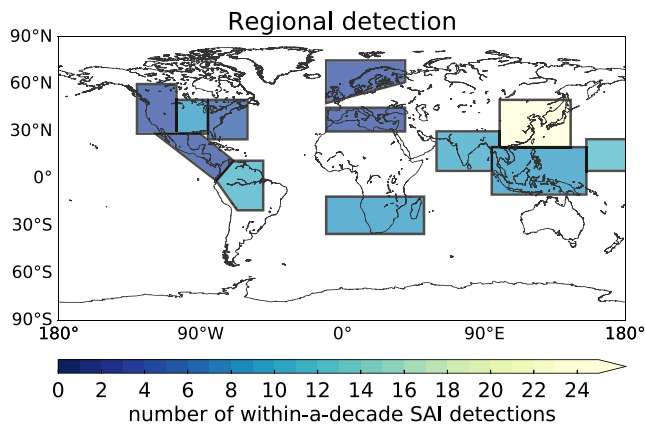 Regional detection
90°N
60°N
30°N
0°
30°S
60°S
90°S
180° 90°W 0° 90°E 180°
0 2 4 6 8 10 12 14 16 18 20 22 24
number of within-a-decade SAI detections